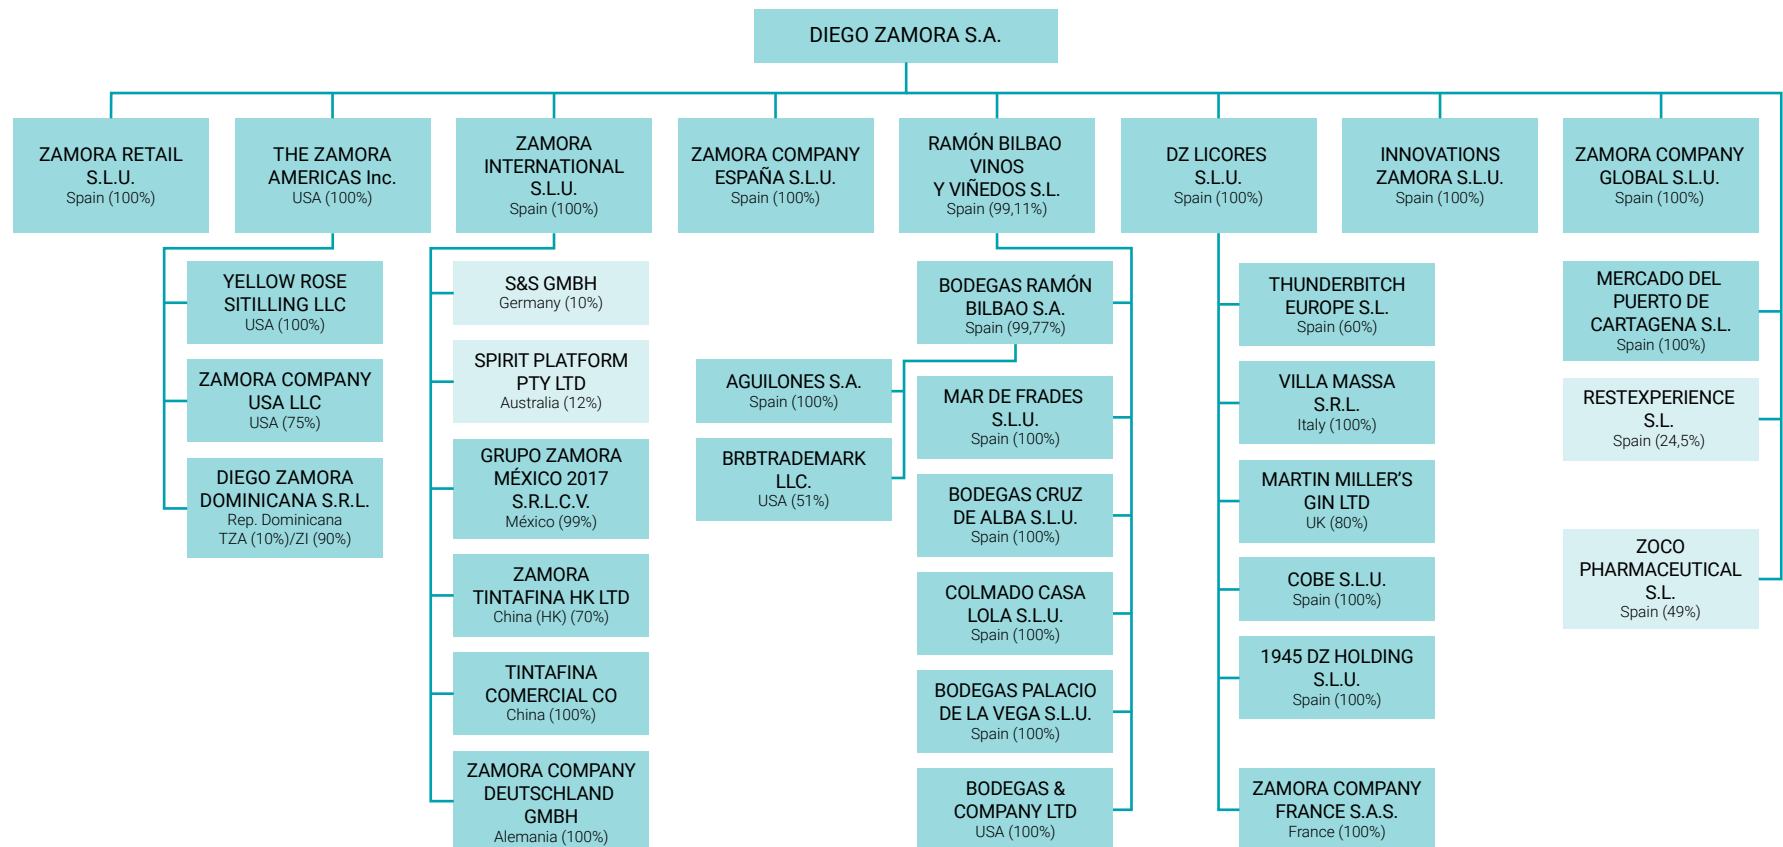 DIEGO ZAMORA S.A.
ZAMORA RETAIL
S.L.U.
Spain (100%)
THE ZAMORA
AMERICAS Inc.
USA (100%)
ZAMORA
INTERNATIONAL
S.L.U.
Spain (100%)
ZAMORA COMPANY
ESPAÑA S.L.U.
Spain (100%)
RAMÓN BILBAO
VINOS
Y VIÑEDOS S.L.
Spain (99,11%)
DZ LICORES
S.L.U.
Spain (100%)
INNOVATIONS
ZAMORA S.L.U.
Spain (100%)
ZAMORA COMPANY
GLOBAL S.L.U.
Spain (100%)
YELLOW ROSE
SITILLING LLC
USA (100%)
ZAMORA COMPANY
USA LLC
USA (75%)
DIEGO ZAMORA
DOMINICANA S.R.L.
Rep. Dominicana
TZA (10%)/ZI (90%)
S&S GMBH
Germany (10%)
SPIRIT PLATFORM
PTY LTD
Australia (12%)
GRUPO ZAMORA
MÉXICO 2017
S.R.L.C.V.
México (99%)
ZAMORA
TINTAFINA HK LTD
China (HK) (70%)
TINTAFINA
COMERCIAL CO
China (100%)
ZAMORA COMPANY
DEUTSCHLAND
GMBH
Alemania (100%)
BODEGAS RAMÓN
BILBAO S.A.
Spain (99,77%)
AGUILONES S.A.
Spain (100%)
BRBTRADEMARK
LLC.
USA (51%)
MAR DE FRADES
S.L.U.
Spain (100%)
BODEGAS CRUZ
DE ALBA S.L.U.
Spain (100%)
COLMADO CASA
LOLA S.L.U.
Spain (100%)
BODEGAS PALACIO
DE LA VEGA S.L.U.
Spain (100%)
BODEGAS &
COMPANY LTD
USA (100%)
THUNDERBITCH
EUROPE S.L.
Spain (60%)
VILLA MASSA
S.R.L.
Italy (100%)
MARTIN MILLER'S
GIN LTD
UK (80%)
COBE S.L.U.
Spain (100%)
1945 DZ HOLDING
S.L.U.
Spain (100%)
ZAMORA COMPANY
FRANCE S.A.S.
France (100%)
MERCADO DEL
PUERTO DE
CARTAGENA S.L.
Spain (100%)
RESTEXPERIENCE
S.L.
Spain (24,5%)
ZOCO
PHARMACEUTICAL
S.L.
Spain (49%)